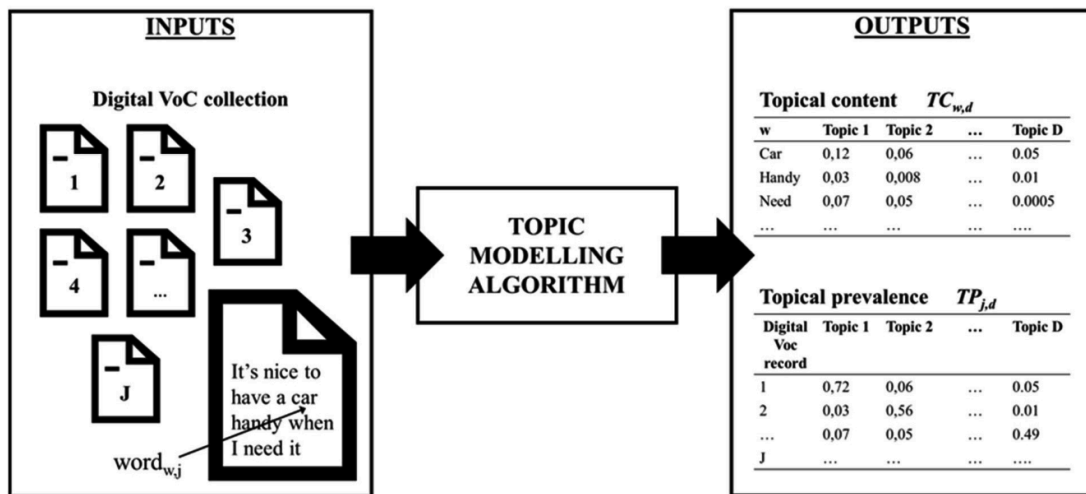 INPUTS
Digital VoC collection
1
2
3
4
...
J
It's nice to
have a car
handy when
I need it
word_{w,j}
TOPIC
MODELLING
ALGORITHM
OUTPUTS
Topical content TC_{w,d}
w Topic 1 Topic 2 ... Topic D
Car 0,12 0,06 ... 0.05
Handy 0,03 0,008 ... 0.01
Need 0,07 0,05 ... 0.0005
... ... ... ... ....
Topical prevalence TP_{j,d}
Digital Topic 1 Topic 2 ... Topic D
Voc
record
1 0,72 0,06 ... 0.05
2 0,03 0,56 ... 0.01
... 0,07 0,05 ... 0.49
J ... ... ... ....